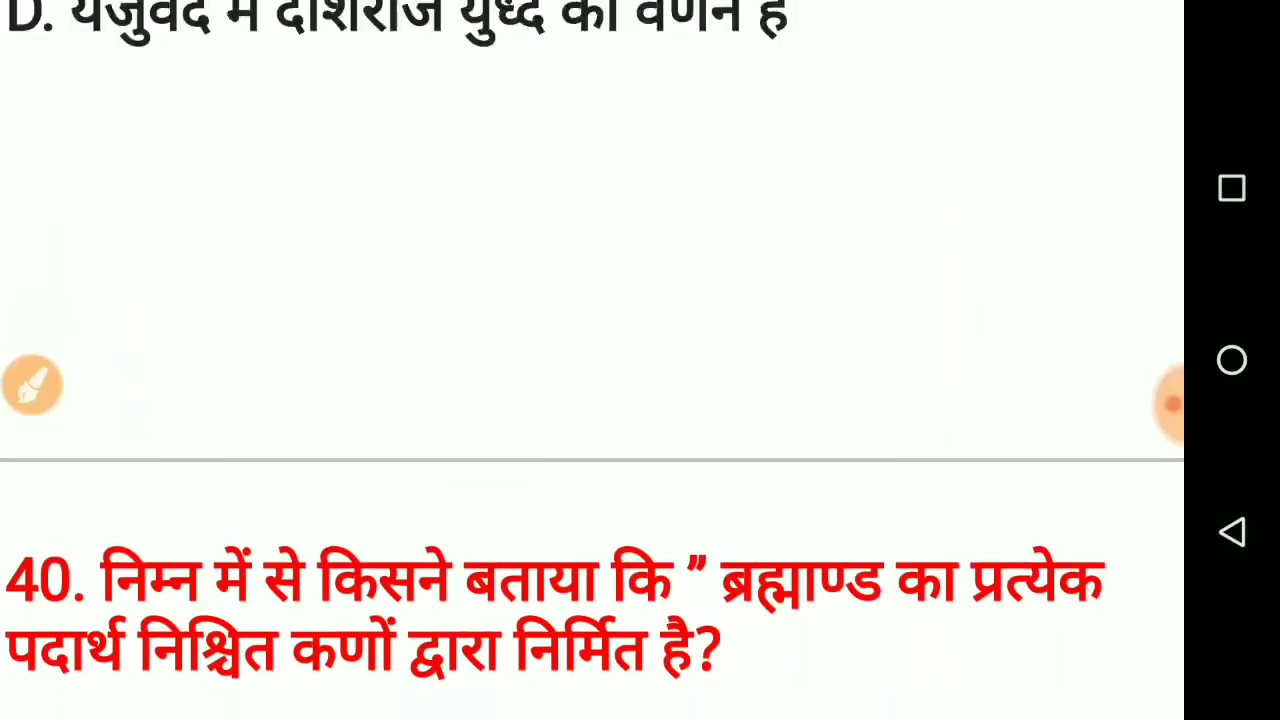 D. यजुर्वेद में दाशराज युध्द का वर्णन है
40. निम्न में से किसने बताया कि ” ब्रह्माण्ड का प्रत्येक
पदार्थ निश्चित कणों द्वारा निर्मित है?